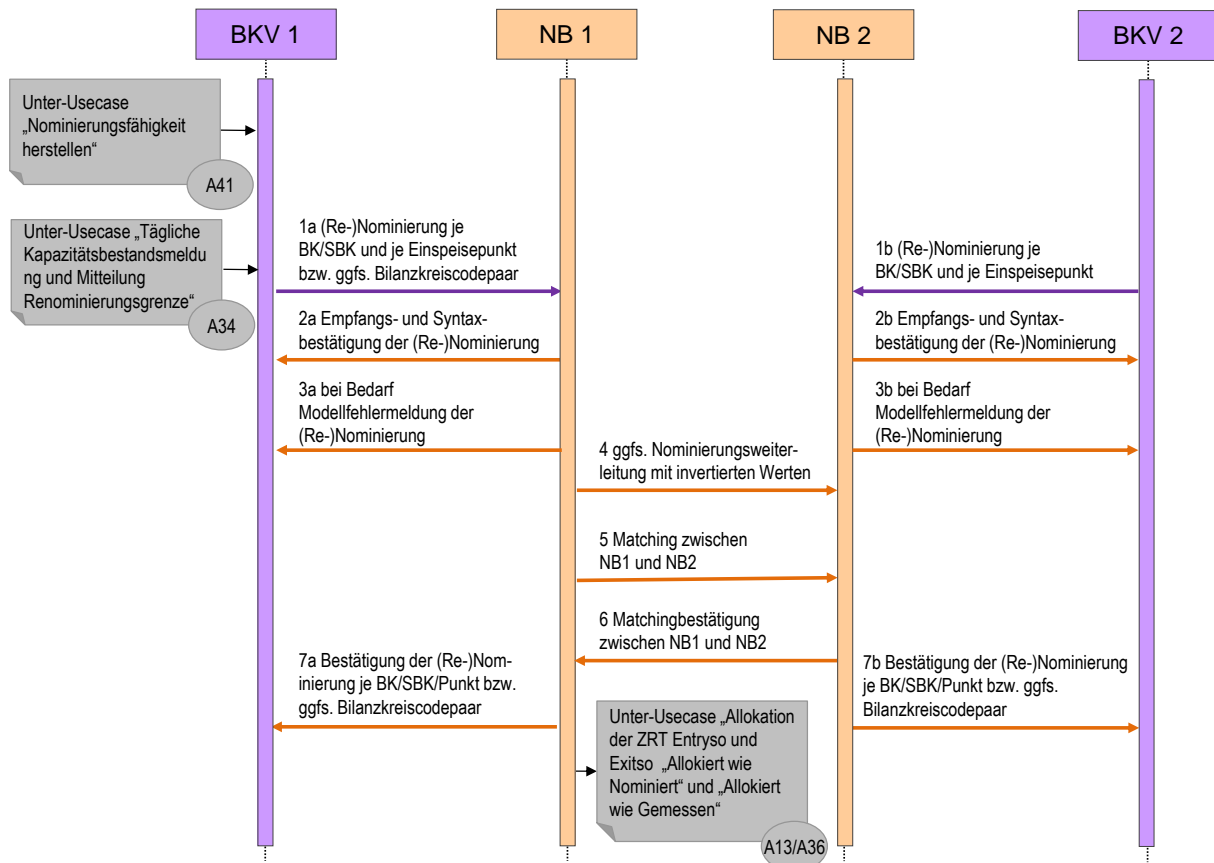 BKV 1
NB 1
NB 2
BKV 2
Unter-Usecase
„Nominierungsfähigkeit
herstellen“
A41
Unter-Usecase „Tägliche
Kapazitätsbestandsmeldu
ng und Mitteilung
Renominierungsgrenze“
A34
1a (Re-)Nominierung je
BK/SBK und je Einspeisepunkt
bzw. ggfs. Bilanzkreiscodepaar
1b (Re-)Nominierung je
BK/SBK und je Einspeisepunkt
2a Empfangs- und Syntax-
bestätigung der (Re-)Nominierung
2b Empfangs- und Syntax-
bestätigung der (Re-)Nominierung
3a bei Bedarf
Modellfehlermeldung der
(Re-)Nominierung
3b bei Bedarf
Modellfehlermeldung der
(Re-)Nominierung
4 ggfs. Nominierungsweiter-
leitung mit invertierten Werten
5 Matching zwischen
NB1 und NB2
6 Matchingbestätigung
zwischen NB1 und NB2
7a Bestätigung der (Re-)Nom-
inierung je BK/SBK/Punkt bzw.
ggfs. Bilanzkreiscodepaar
7b Bestätigung der (Re-)Nominierung
je BK/SBK/Punkt bzw. ggfs.
Bilanzkreiscodepaar
Unter-Usecase „Allokation
der ZRT Entryso und
Exitso „Allokiert wie
Nominiert“ und „Allokiert
wie Gemessen“
A13/A36